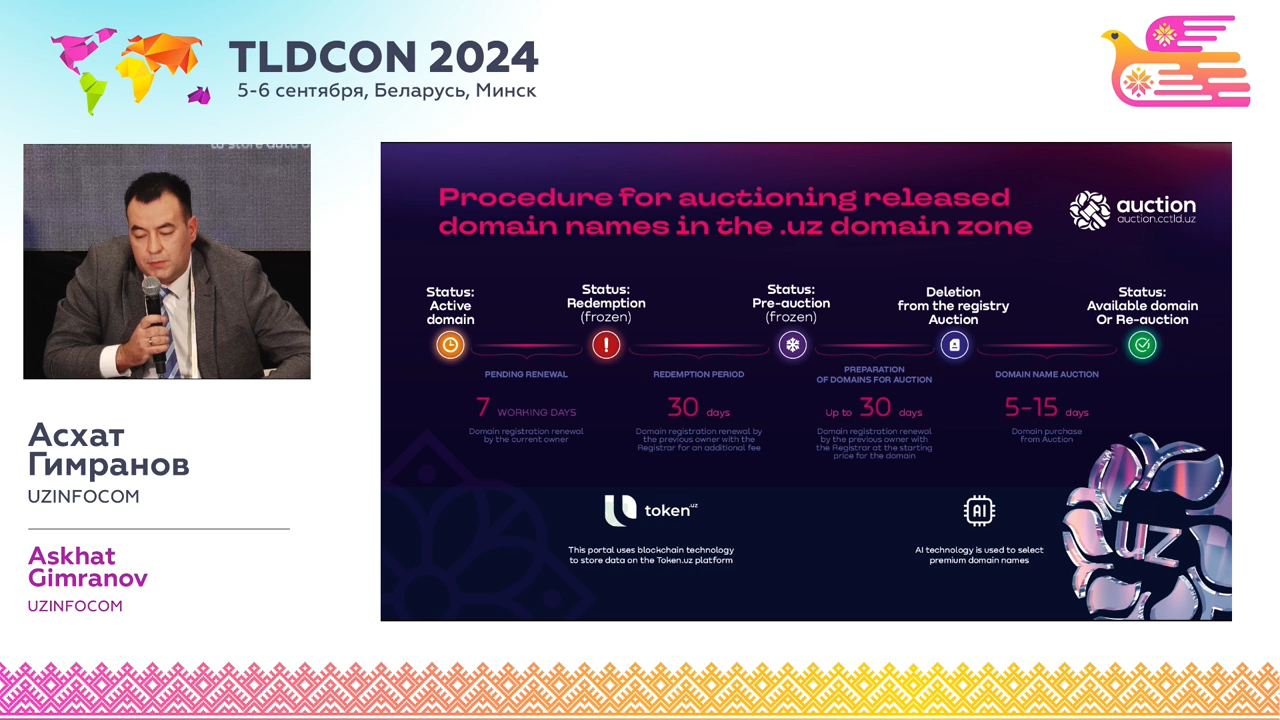 TLDCON 2024
5-6 сентября, Беларусь, Минск
to store data o
Асхат
Гимранов
UZINFOCOM
Askhat
Gimranov
UZINFOCOM
Procedure for auctioning released
domain names in the .uz domain zone
auction
auction.cctld.uz
Status:
Active
domain
Status:
Redemption
(frozen)
Status:
Pre-auction
(frozen)
Deletion
from the registry
Auction
Status:
Available domain
Or Re-auction
PENDING RENEWAL
7 WORKING DAYS
Domain registration renewal
by the current owner
REDEMPTION PERIOD
30 days
Domain registration renewal by
the previous owner with the
Registrar for an additional fee
PREPARATION
OF DOMAINS FOR AUCTION
Up to 30 days
Domain registration renewal
by the previous owner with
the Registrar at the starting
price for the domain
DOMAIN NAME AUCTION
5-15 days
Domain purchase
from Auction
token.uz
This portal uses blockchain technology
to store data on the Token.uz platform
AI
AI technology is used to select
premium domain names
UZ